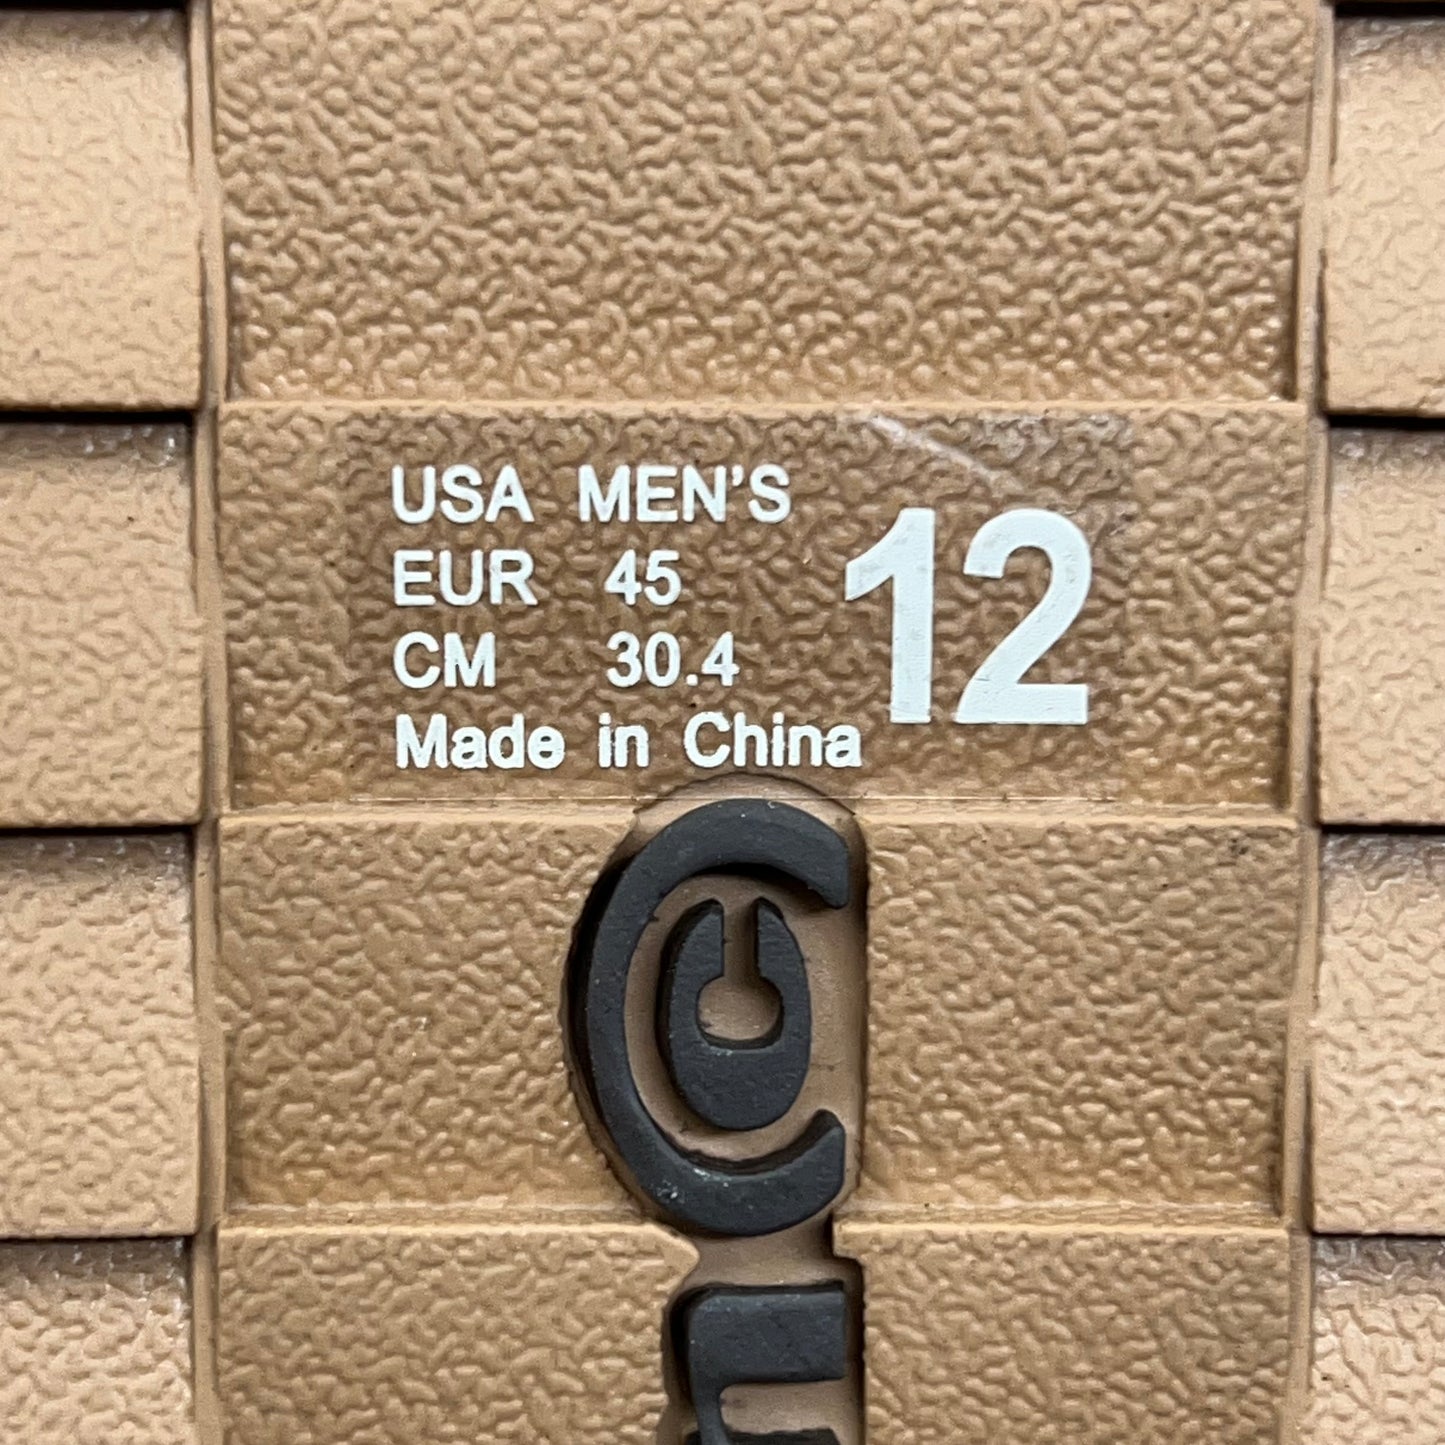 USA MEN'S
EUR 45
CM 30.4
12
Made in China